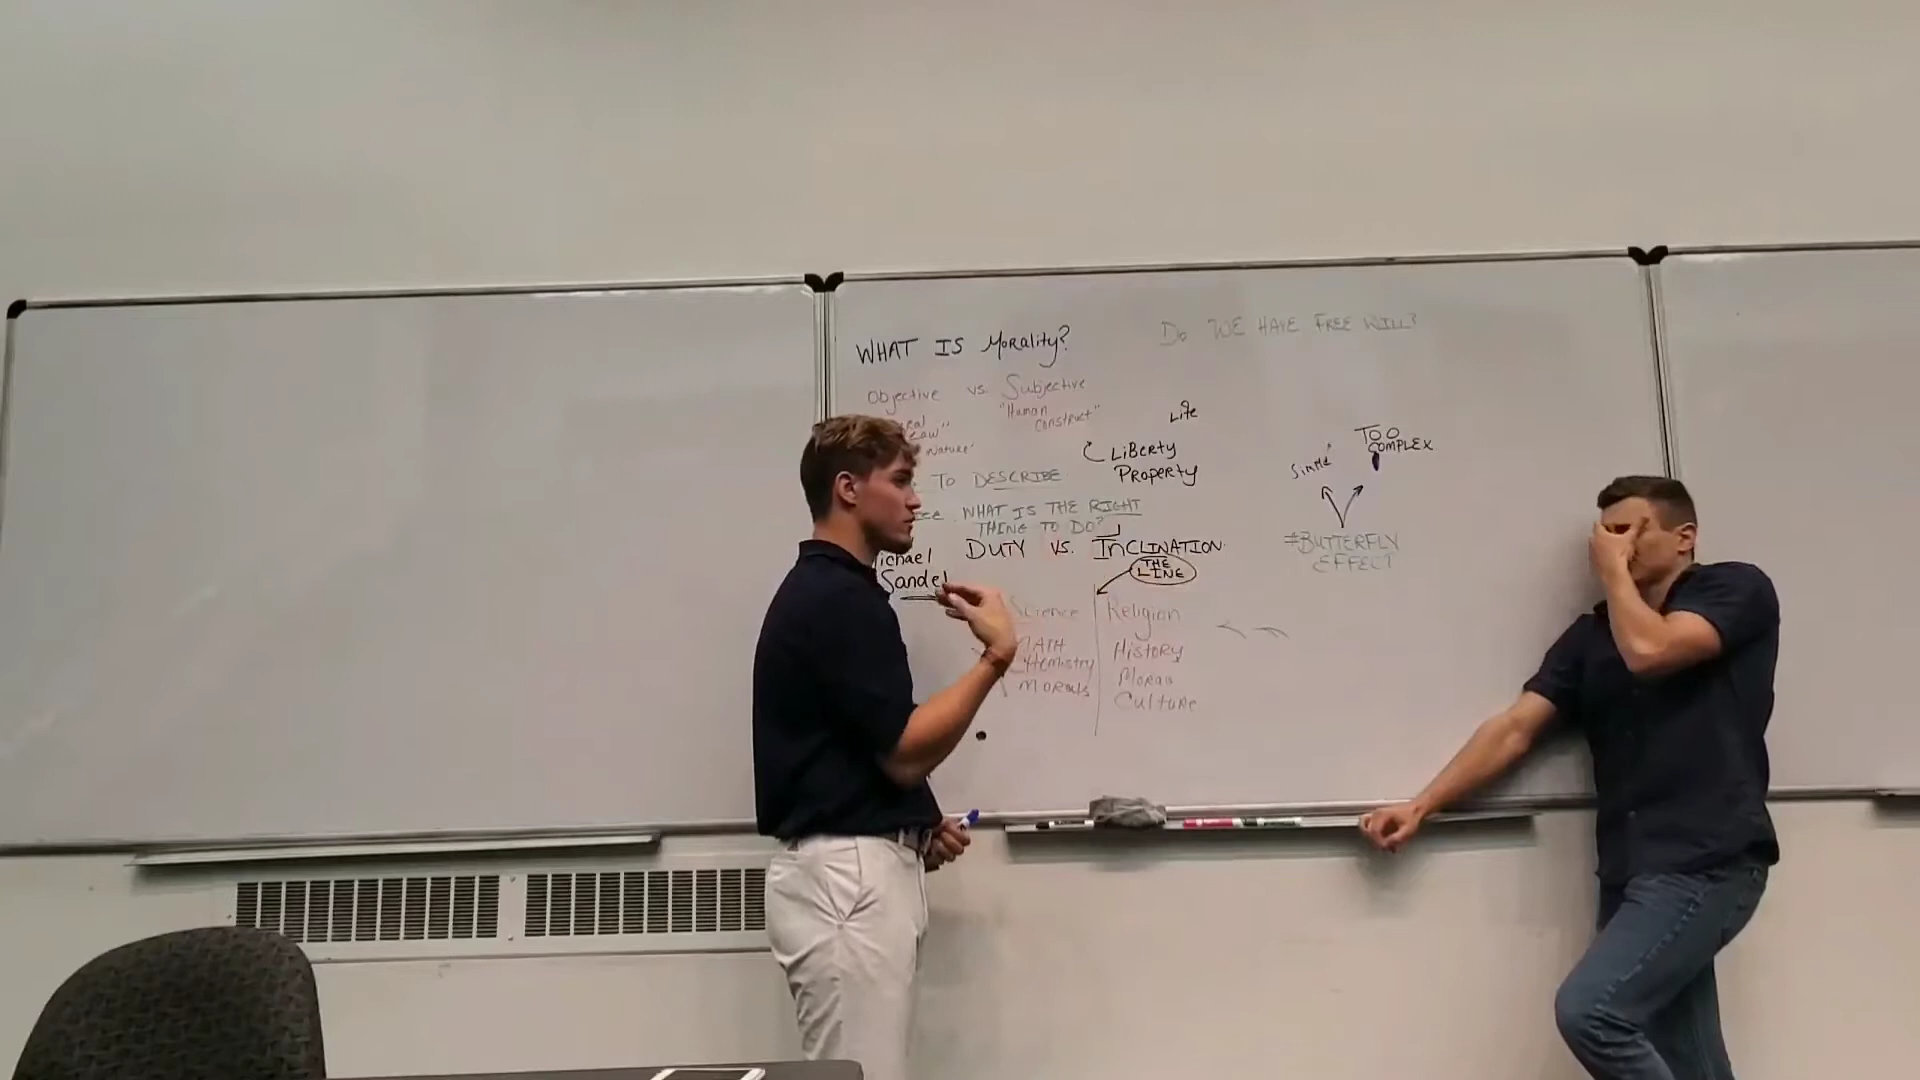 WHAT IS Morality?
Do WE HAVE FREE WILL?
Objective vs. Subjective
"Human Construct"
Nature"
Life
LIBERTY
PROPERTY
TO DESCRIBE
WHAT IS THE RIGHT
THING TO DO?
DUTY VS. INCLINATION
THE LINE
Sandel
Science
Religion
MATH
History
CHEMISTRY
MORALS
Moral
Culture
Simple
TOO COMPLEX
#BUTTERFLY
EFFECT